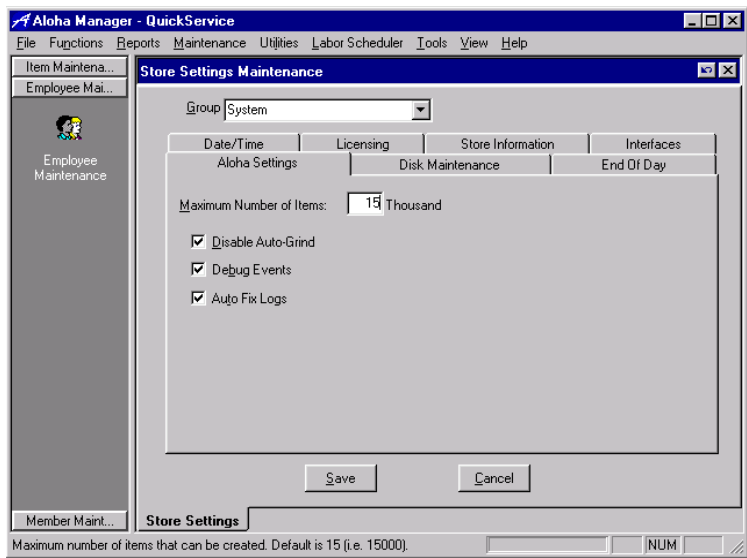 Aloha Manager - QuickService
File Functions Reports Maintenance Utilities Labor Scheduler Tools View Help
Item Maintena...
Employee Mai...
Employee
Maintenance
Member Maint...
Store Settings Maintenance
Group System
Date/Time Licensing Store Information Interfaces
Aloha Settings Disk Maintenance End Of Day
Maximum Number of Items: 15 Thousand
Disable Auto-Grind
Debug Events
Auto Fix Logs
Save Cancel
Store Settings
Maximum number of items that can be created. Default is 15 (i.e. 15000). NUM